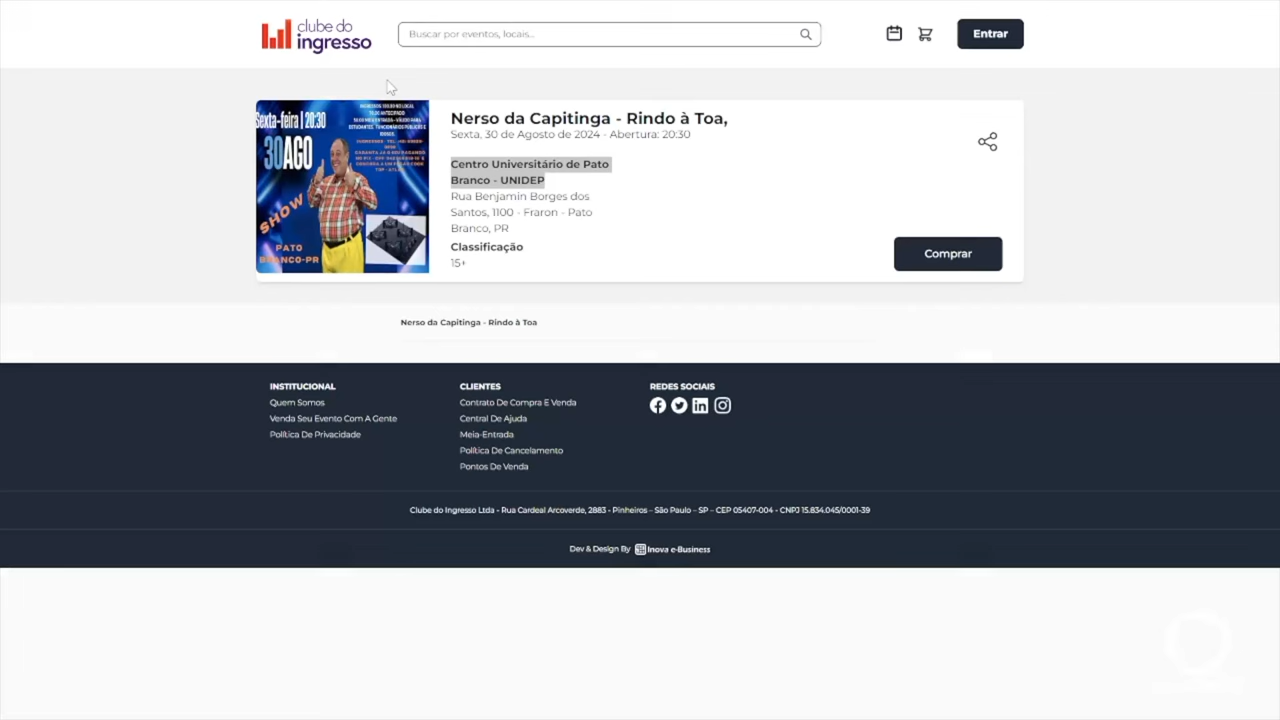 clube do
ingresso
Buscar por eventos, locais...
Entrar
Sexta-feira | 20:30
30AGO
SHOW
PATO
BRANCO-PR
Nerso da Capitinga - Rindo à Toa,
Sexta, 30 de Agosto de 2024 - Abertura: 20:30
Centro Universitário de Pato
Branco - UNIDEP
Rua Benjamin Borges dos
Santos, 1100 - Fraron - Pato
Branco, PR
Classificação
15+
Comprar
Nerso da Capitinga - Rindo à Toa
INSTITUCIONAL
Quem Somos
Venda Seu Evento Com A Gente
Política De Privacidade
CLIENTES
Contrato De Compra E Venda
Central De Ajuda
Meia-Entrada
Política De Cancelamento
Pontos De Venda
REDES SOCIAIS
Clube do Ingresso Ltda - Rua Cardeal Arcoverde, 2883 - Pinheiros – São Paulo – SP – CEP 05407-004 - CNPJ 15.834.045/0001-39
Dev & Design By Inova e-Business